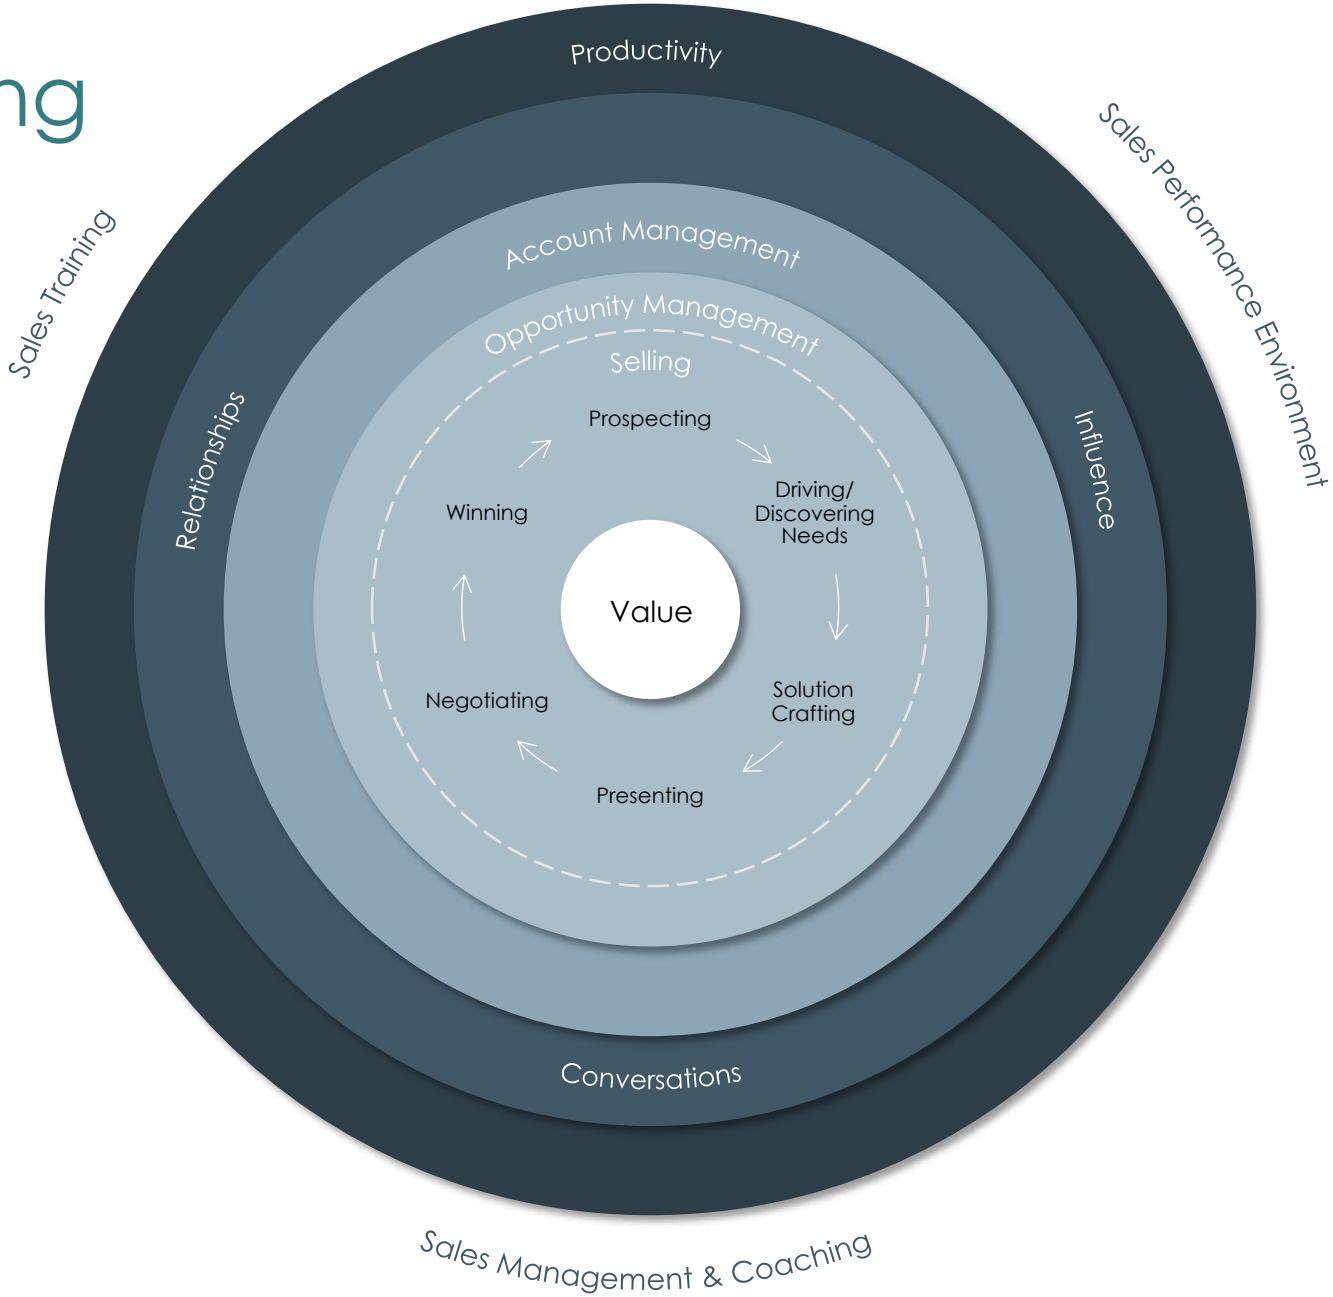 ng
Productivity
Sales Performance Environment
Sales Training
Account Management
Opportunity Management
Selling
Prospecting
Relationships
Influence
Driving/
Discovering
Needs
Winning
Value
Solution
Crafting
Negotiating
Presenting
Conversations
Sales Management & Coaching